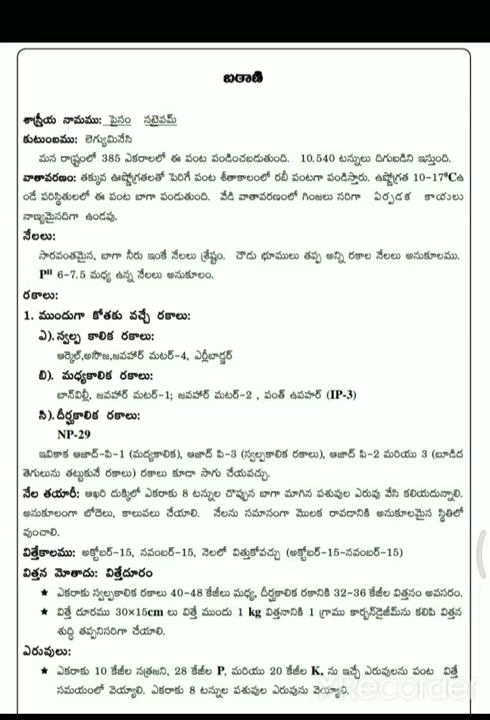 బఠాణీ
శాస్త్రీయ నామము: పైసం సటైవమ్
కుటుంబము: లెగ్యుమినేసి
మన రాష్ట్రంలో 385 ఎకరాలలో ఈ పంట పండించబడుతుంది. 10,540 టన్నులు దిగుబడిని ఇస్తుంది.
వాతావరణం: తక్కువ ఊష్ణోగ్రతలతో పెరిగే పంట శీతాకాలంలో రబీ పంటగా పండిస్తారు. ఉష్ణోగ్రత 10-17°C ఉ
ండే పరిస్థితులలో ఈ పంట బాగా పండుతుంది. వేడి వాతావరణంలో గింజలు సరిగా ఏర్పడక కాయలు
నాణ్యమైనదిగా ఉండవు.
నేలలు:
సారవంతమైన, బాగా నీరు ఇంకే నేలలు శ్రేష్టం. చౌడు భూములు తప్ప అన్ని రకాల నేలలు అనుకూలము.
Pᴴ 6-7.5 మధ్య ఉన్న నేలలు అనుకూలం.
రకాలు:
1. ముందుగా కోతకు వచ్చే రకాలు:
ఎ). స్వల్ప కాలిక రకాలు:
ఆర్కెల్,అసౌజి,జవహార్ మటర్-4, ఎర్లీబాడ్జర్
బి). మధ్యకాలిక రకాలు:
బాన్‌విల్లీ, జవహార్ మటర్-1; జవహార్ మటర్-2 , పంత్ ఉపహర్ (IP-3)
సి). దీర్ఘకాలిక రకాలు:
NP-29
ఇవికాక ఆజాద్-పి-1 (మద్యకాలిక), ఆజాద్ పి-3 (స్వల్పకాలిక రకాలు), ఆజాద్ పి-2 మరియు 3 (బూడిద
తెగులును తట్టుకునే రకాలు) రకాలు కూడా సాగు చేయవచ్చు.
నేల తయారీ: ఆఖరి దుక్కిలో ఎకరాకు 8 టన్నుల చొప్పున బాగా మాగిన పశువుల ఎరువు వేసి కలియదున్నాలి.
అనుకూలంగా బోదెలు, కాలువలు చేయాలి. నేలను సమానంగా మొలక రావడానికి అనుకూలమైన స్థితిలో
వుంచాలి.
విత్తేకాలము: అక్టోబర్-15, నవంబర్-15, నెలలో విత్తుకోవచ్చు (అక్టోబర్-15-నవంబర్-15)
విత్తన మోతాదు: విత్తేదూరం
★ ఎకరాకు స్వల్పకాలిక రకాలు 40-48 కేజీలు మధ్య, దీర్ఘకాలిక రకానికి 32-36 కేజీల విత్తనం అవసరం.
★ విత్తే దూరము 30×15cm లు విత్తే ముందు 1 kg విత్తనానికి 1 గ్రాము కార్బన్‌డైజీమ్‌ను కలిపి విత్తన
శుద్ధి తప్పనిసరిగా చేయాలి.
ఎరువులు:
★ ఎకరాకు 10 కేజీల నత్రజని, 28 కేజీల P, మరియు 20 కేజీల K, ను ఇచ్చే ఎరువులను పంట విత్తే
సమయంలో వెయ్యాలి. ఎకరాకు 8 టన్నుల పశువుల ఎరువును వెయ్యాలి.
XRecorder